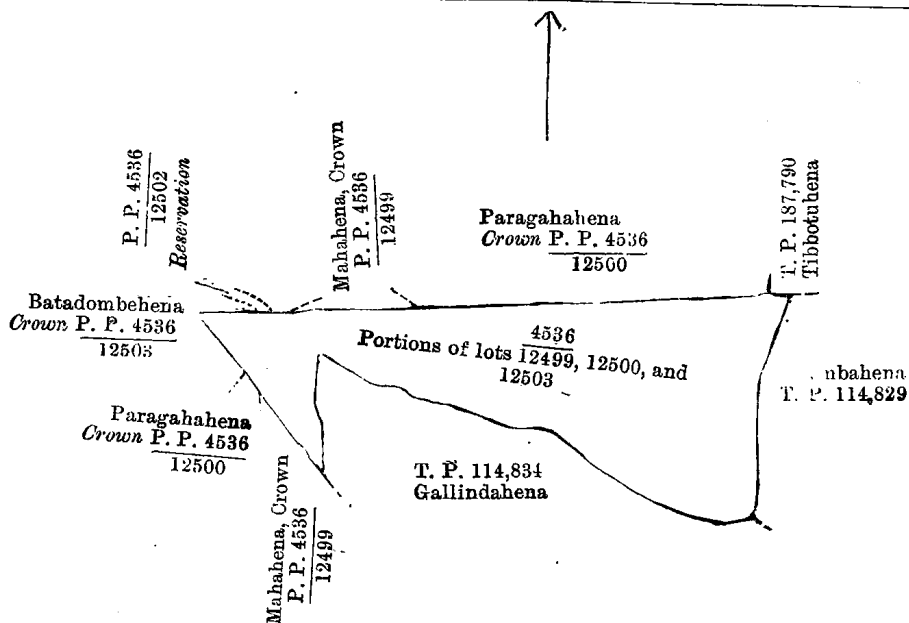 P. P. 4536
12502
Reservation
Mahahena, Crown
P. P. 4536
12499
Paragahahena
Crown P. P. 4536
12500
T. P. 187,790
Tibbotuhena
Batadombehena
Crown P. P. 4536
12503
4536
Portions of lots 12499, 12500, and
12503
T. P. 114,829
Paragahahena
Crown P. P. 4536
12500
T. P. 114,834
Gallindahena
Mahahena, Crown
P. P. 4536
12499